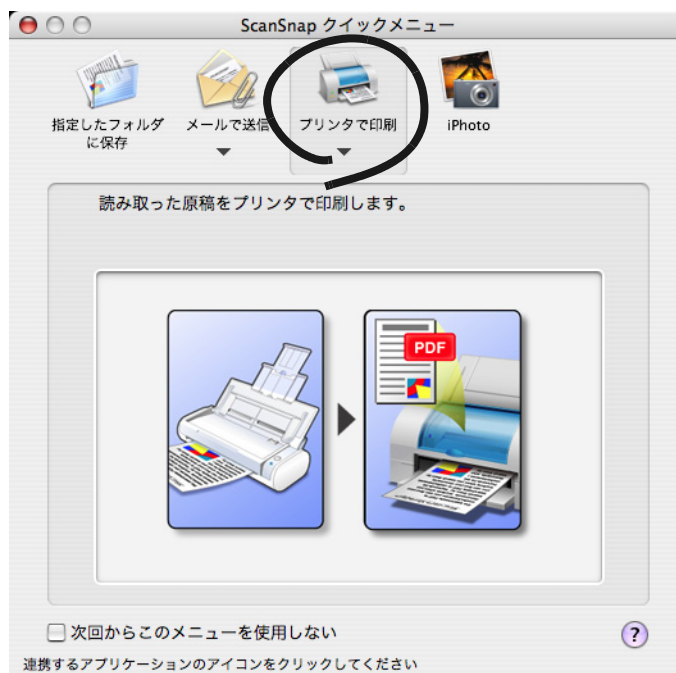 ScanSnap クイックメニュー
指定したフォルダ
に保存
メールで送信
プリンタで印刷
iPhoto
読み取った原稿をプリンタで印刷します。
PDF
次回からこのメニューを使用しない
?
連携するアプリケーションのアイコンをクリックしてください